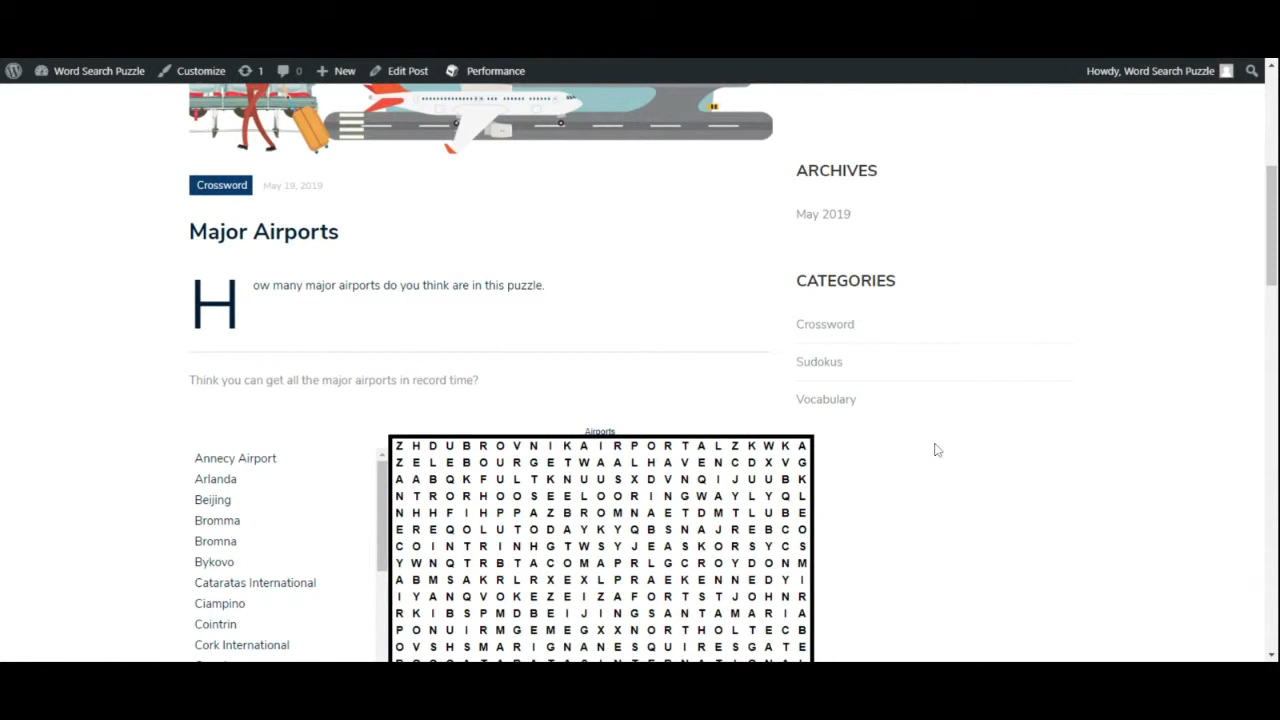 Word Search Puzzle Customize 1 0 New Edit Post Performance Howdy, Word Search Puzzle
Crossword May 19, 2019
Major Airports
How many major airports do you think are in this puzzle.
Think you can get all the major airports in record time?
Annecy Airport
Arlanda
Beijing
Bromma
Bromna
Bykovo
Cataratas International
Ciampino
Cointrin
Cork International
Airports
Z H D U B R O V N I K A I R P O R T A L Z K W K A
Z E L E B O U R G E T W A A L H A V E N C D X V G
A A B Q K F U L T K N U U S X D V N Q I J U U B K
N T R O R H O O S E E L O O R I N G W A Y L Y Q L
N H H F I H P P A Z B R O M N A E T D M T L U B E
E R E Q O L U T O D A Y K Y Q B S N A J R E B C O
C O I N T R I N H G T W S Y J E A S K O R S Y C S
Y W N Q T R B T A C O M A P R L G C R O Y D O N M
A B M S A K R L R X E X L P R A E K E N N E D Y I
I Y A N Q V O K E Z E I Z A F O R T S T J O H N R
R K I B S P M D B E I J I N G S A N T A M A R I A
P O N U I R M G E M E G X X N O R T H O L T E C B
O V S H S M A R I G N A N E S Q U I R E S G A T E
ARCHIVES
May 2019
CATEGORIES
Crossword
Sudokus
Vocabulary